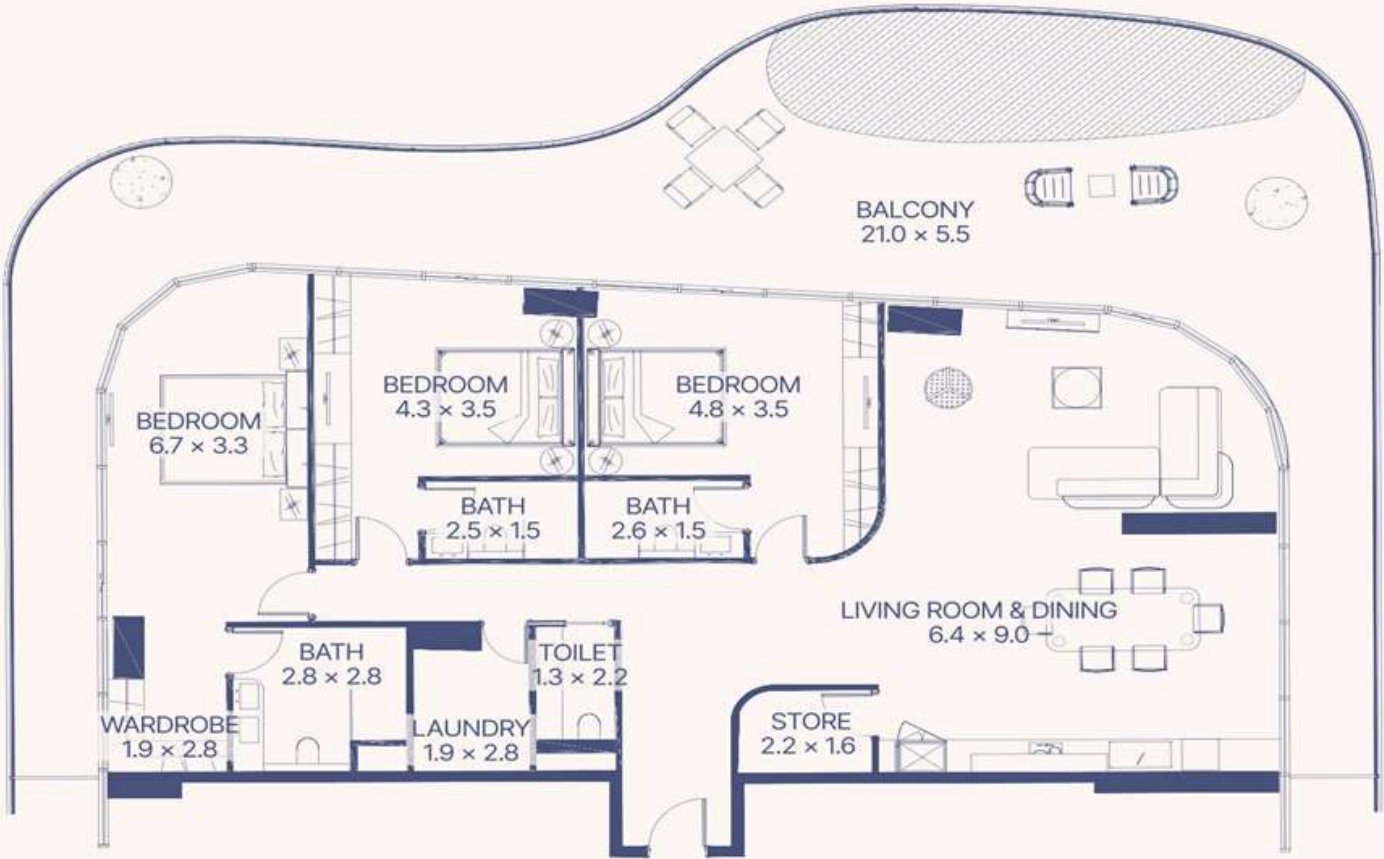 BALCONY
21.0 × 5.5
BEDROOM
6.7 × 3.3
BEDROOM
4.3 × 3.5
BEDROOM
4.8 × 3.5
BATH
2.5 × 1.5
BATH
2.6 × 1.5
LIVING ROOM & DINING
6.4 × 9.0
BATH
2.8 × 2.8
TOILET
1.3 × 2.2
WARDROBE
1.9 × 2.8
LAUNDRY
1.9 × 2.8
STORE
2.2 × 1.6